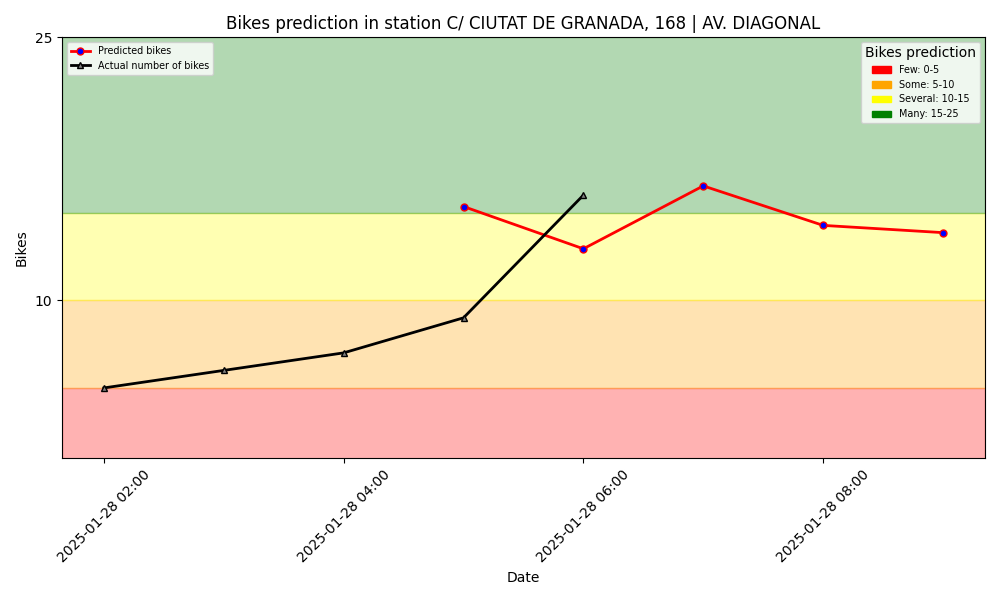 Bikes prediction in station C/ CIUTAT DE GRANADA, 168 | AV. DIAGONAL
25
10
Bikes
Predicted bikes
Actual number of bikes
Bikes prediction
Few: 0-5
Some: 5-10
Several: 10-15
Many: 15-25
2025-01-28 02:00
2025-01-28 04:00
2025-01-28 06:00
2025-01-28 08:00
Date